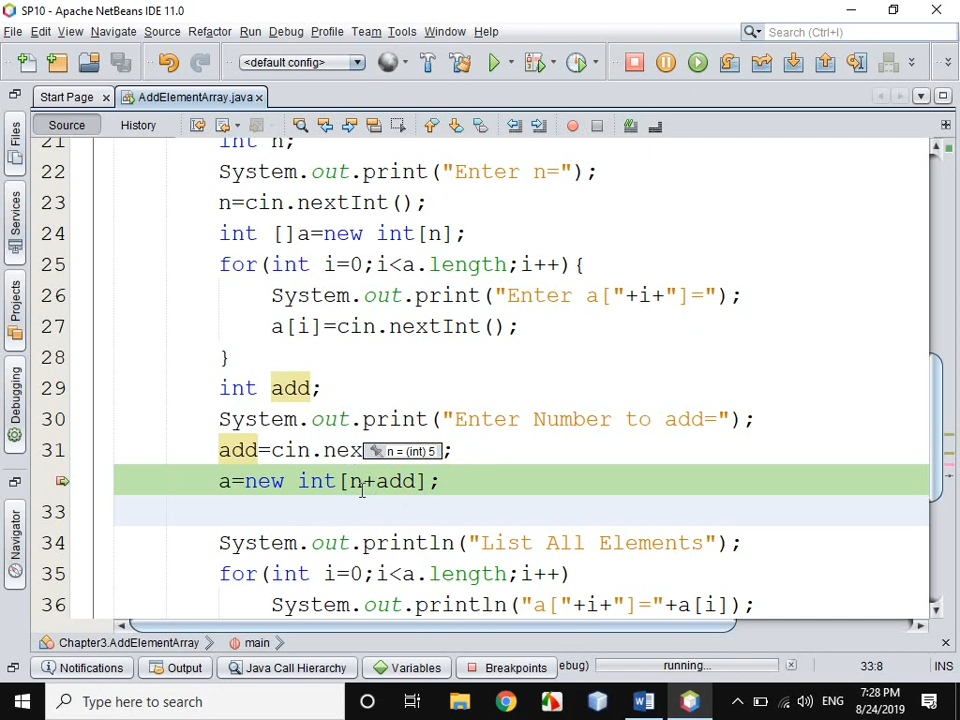 SP10 - Apache NetBeans IDE 11.0
File Edit View Navigate Source Refactor Run Debug Profile Team Tools Window Help
Search (Ctrl+I)
<default config>
Start Page
AddElementArray.java
Source History
Files
Services
Projects
Debugging
Navigator
21 int n;
22 System.out.print("Enter n=");
23 n=cin.nextInt();
24 int []a=new int[n];
25 for(int i=0;i<a.length;i++){
26 System.out.print("Enter a["+i+"]=");
27 a[i]=cin.nextInt();
28 }
29 int add;
30 System.out.print("Enter Number to add=");
31 add=cin.nex n = (int) 5 ;
a=new int[n+add];
33
34 System.out.println("List All Elements");
35 for(int i=0;i<a.length;i++)
36 System.out.println("a["+i+"]="+a[i]);
Chapter3.AddElementArray main
Notifications Output Java Call Hierarchy Variables Breakpoints ebug) running... 33:8 INS
Type here to search
ENG
7:28 PM
8/24/2019